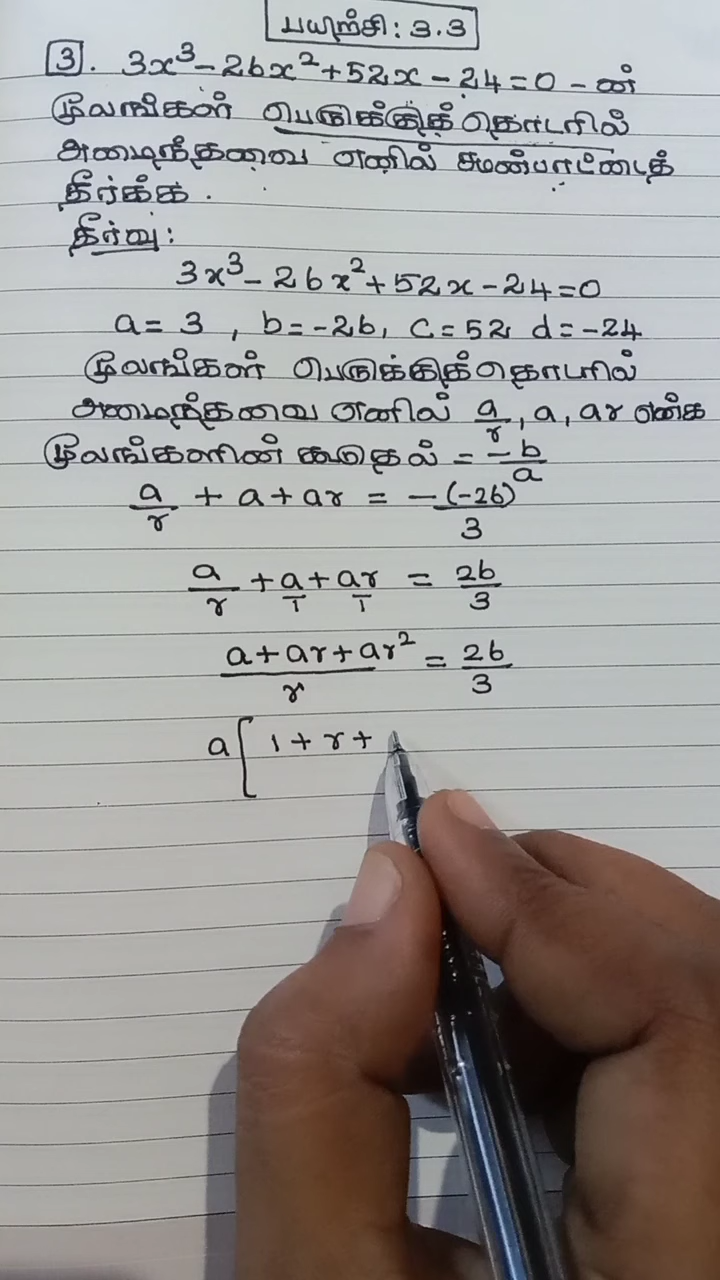 பயிற்சி: 3.3
3. 3x³ - 26x² + 52x - 24 = 0 - ன்
மூலங்கள் பெருக்குத் தொடரில்
அமைந்தவை எனில் சமன்பாட்டைத்
தீர்க்க.
தீர்வு:
3x³ - 26x² + 52x - 24 = 0
a = 3, b = -26, c = 52, d = -24
மூலங்கள் பெருக்குத்தொடரில்
அமைந்தவை எனில் a/r, a, ar என்க
மூலங்களின் கூடுதல் = -b/a
a/r + a + ar = -(-26)/3
a/r + a/1 + ar/1 = 26/3
(a + ar + ar²)/r = 26/3
a[1 + r +